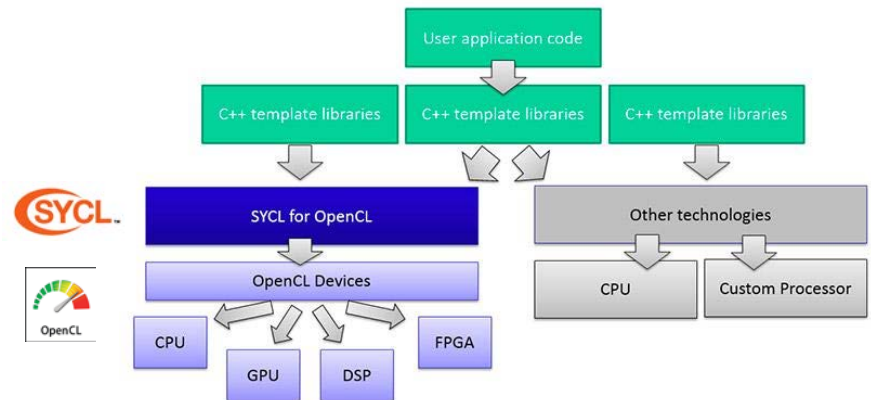 User application code
C++ template libraries
C++ template libraries
C++ template libraries
SYCL™
SYCL for OpenCL
Other technologies
OpenCL
OpenCL Devices
CPU
Custom Processor
CPU
GPU
DSP
FPGA